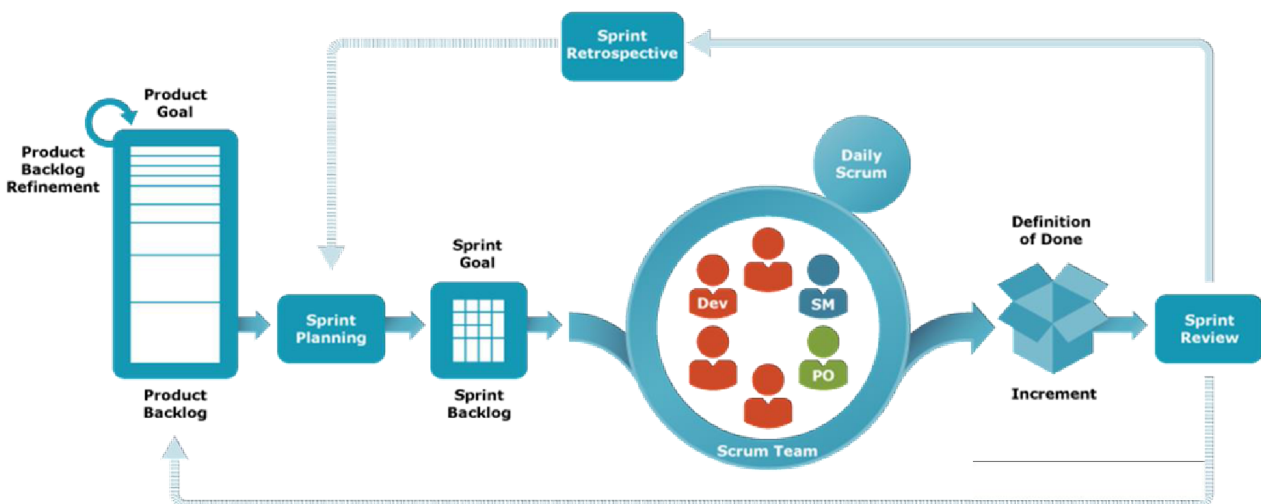 Sprint
Retrospective
Product
Goal
Product
Backlog
Refinement
Daily
Scrum
Definition
of Done
Sprint
Goal
Dev
SM
Sprint
Planning
Sprint
Review
PO
Product
Backlog
Sprint
Backlog
Increment
Scrum Team